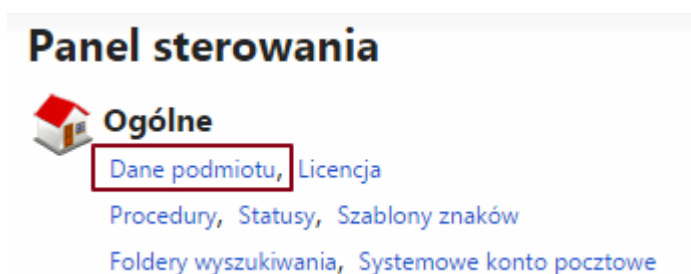 Panel sterowania
Ogólne
Dane podmiotu, Licencja
Procedury, Statusy, Szablony znaków
Foldery wyszukiwania, Systemowe konto pocztowe